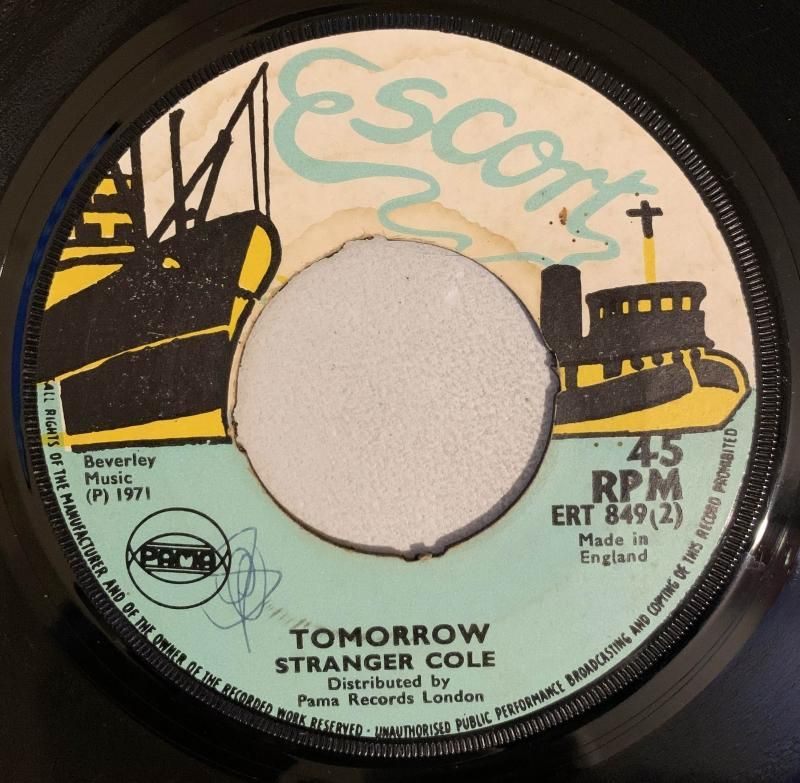 Escort
Beverley
Music
(P) 1971
45
RPM
ERT 849(2)
Made in
England
PAMA
TOMORROW
STRANGER COLE
Distributed by
Pama Records London
ALL RIGHTS OF THE MANUFACTURER AND OF THE OWNER OF THE RECORDED WORK RESERVED · UNAUTHORISED PUBLIC PERFORMANCE BROADCASTING AND COPYING OF THIS RECORD PROHIBITED